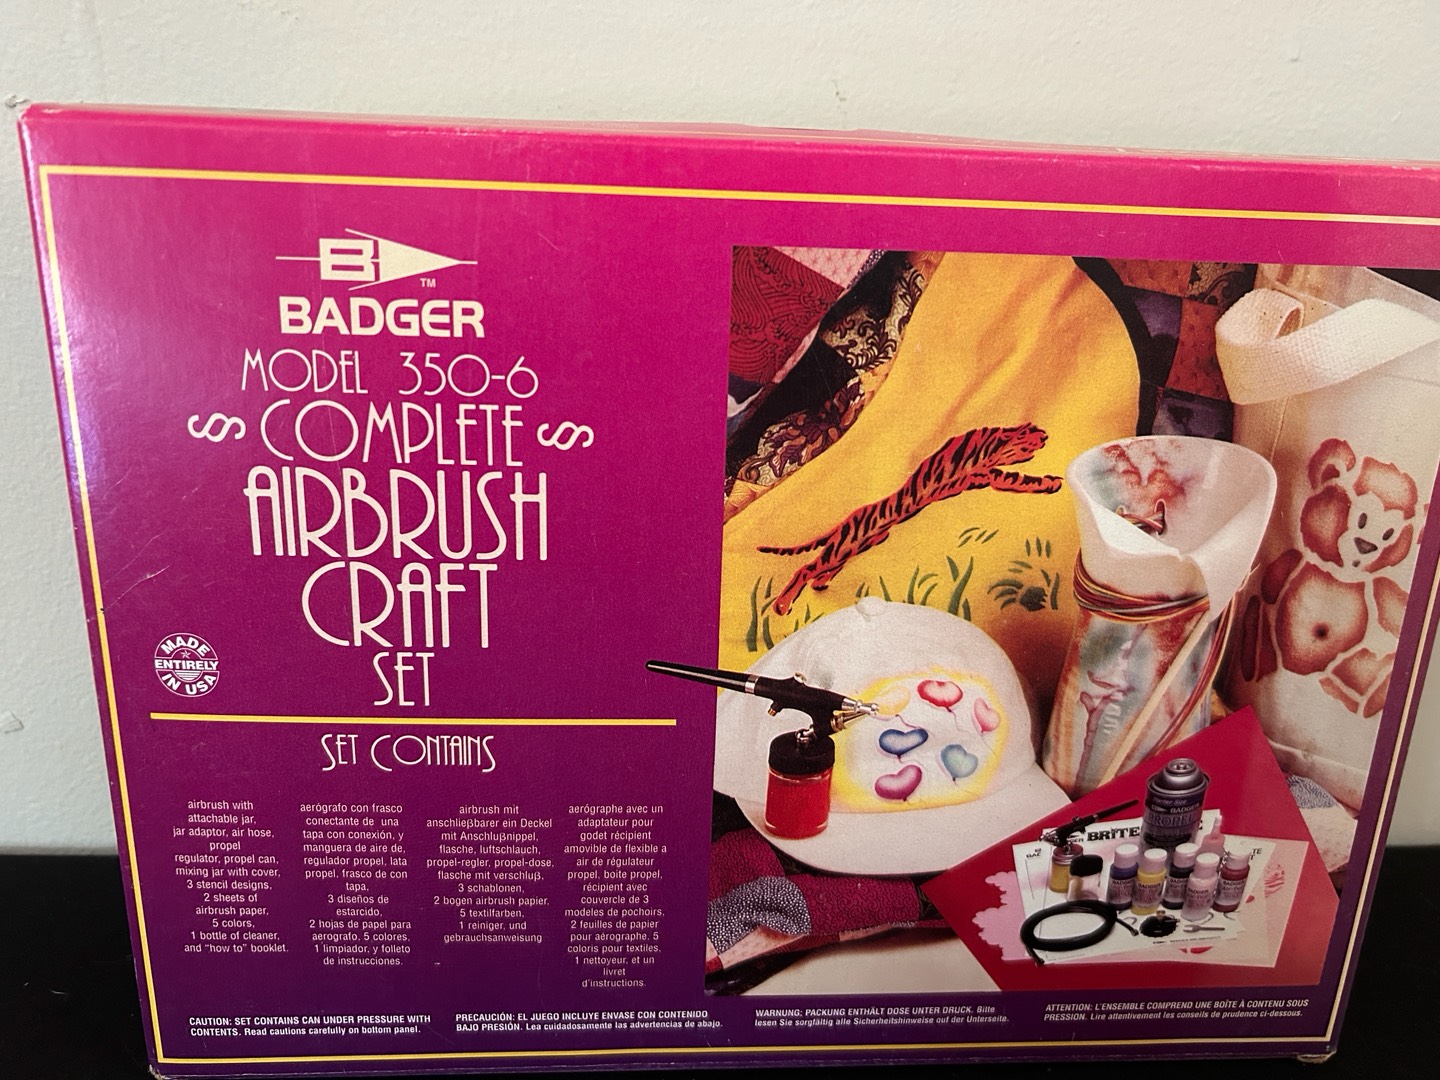 B
TM
BADGER
MODEL 350-6
COMPLETE
AIRBRUSH
CRAFT
SET
MADE
ENTIRELY
IN USA
SET CONTAINS
airbrush with
attachable jar,
jar adaptor, air hose,
propel
regulator, propel can,
mixing jar with cover,
3 stencil designs,
2 sheets of
airbrush paper,
5 colors,
1 bottle of cleaner,
and “how to” booklet.
aerógrafo con frasco
conectante de una
tapa con conexión, y
manguera de aire de,
regulador propel, lata
propel, frasco de con
tapa,
3 diseños de
estarcido,
2 hojas de papel para
aerografo, 5 colores,
1 limpiador, y folleto
de instrucciones.
airbrush mit
anschließbarer ein Deckel
mit Anschlußnippel,
flasche, luftschlauch,
propel-regler, propel-dose,
flasche mit verschluß,
3 schablonen,
2 bogen airbrush papier,
5 textilfarben,
1 reiniger, und
gebrauchsanweisung
aérographe avec un
adaptateur pour
godet récipient
amovible de flexible a
air de régulateur
propel, boite propel,
récipient avec
couvercle de 3
modeles de pochoirs,
2 feuilles de papier
pour aérographe, 5
coloris pour textiles,
1 nettoyeur, et un
livret
d'instructions.
BADGER
PROPEL
BRITE
CAUTION: SET CONTAINS CAN UNDER PRESSURE WITH
CONTENTS. Read cautions carefully on bottom panel.
PRECAUCIÓN: EL JUEGO INCLUYE ENVASE CON CONTENIDO
BAJO PRESIÓN. Lea cuidadosamente las advertencias de abajo.
WARNUNG: PACKUNG ENTHÄLT DOSE UNTER DRUCK. Bitte
lesen Sie sorgfältig alle Sicherheitshinweise auf der Unterseite.
ATTENTION: L'ENSEMBLE COMPREND UNE BOÎTE À CONTENU SOUS
PRESSION. Lire attentivement les conseils de prudence ci-dessous.